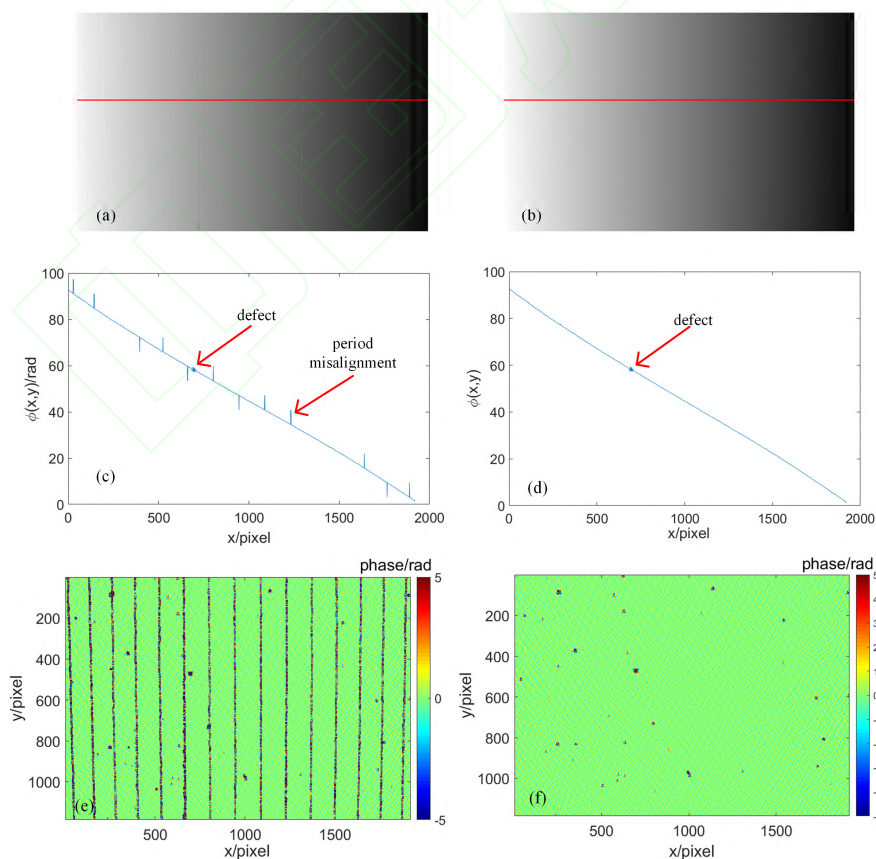 (a)
(b)
100
80
60
40
20
0
0
500
1000
1500
2000
ϕ(x,y)/rad
x/pixel
defect
period
misalignment
(c)
100
80
60
40
20
0
0
500
1000
1500
2000
ϕ(x,y)
x/pixel
defect
(d)
phase/rad
200
400
600
800
1000
500
1000
1500
y/pixel
x/pixel
5
0
-5
(e)
phase/rad
200
400
600
800
1000
500
1000
1500
y/pixel
x/pixel
(f)